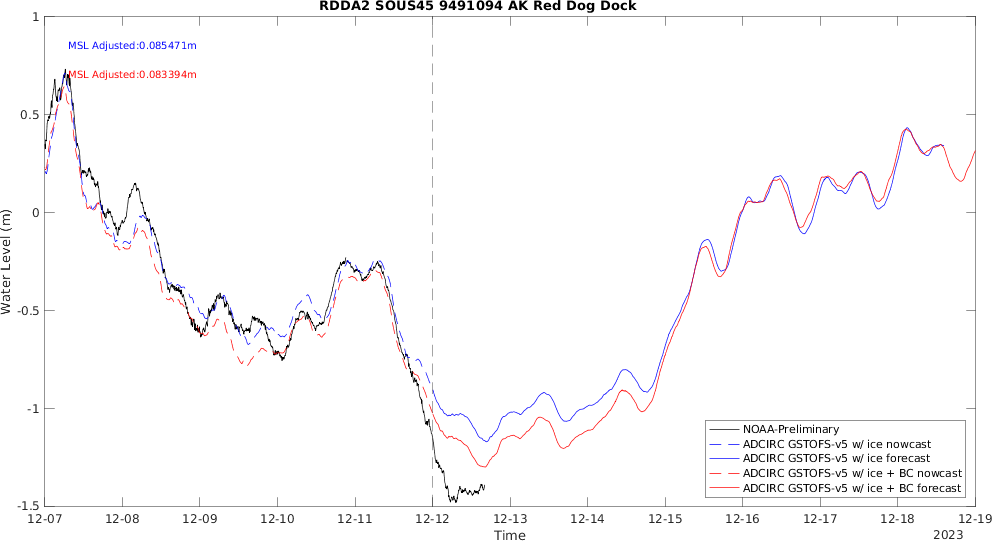 RDDA2 SOUS45 9491094 AK Red Dog Dock
MSL Adjusted:0.085471m
MSL Adjusted:0.083394m
Water Level (m)
1
0.5
0
-0.5
-1
-1.5
NOAA-Preliminary
ADCIRC GSTOFS-v5 w/ ice nowcast
ADCIRC GSTOFS-v5 w/ ice forecast
ADCIRC GSTOFS-v5 w/ ice + BC nowcast
ADCIRC GSTOFS-v5 w/ ice + BC forecast
12-07 12-08 12-09 12-10 12-11 12-12 12-13 12-14 12-15 12-16 12-17 12-18 12-19
Time
2023